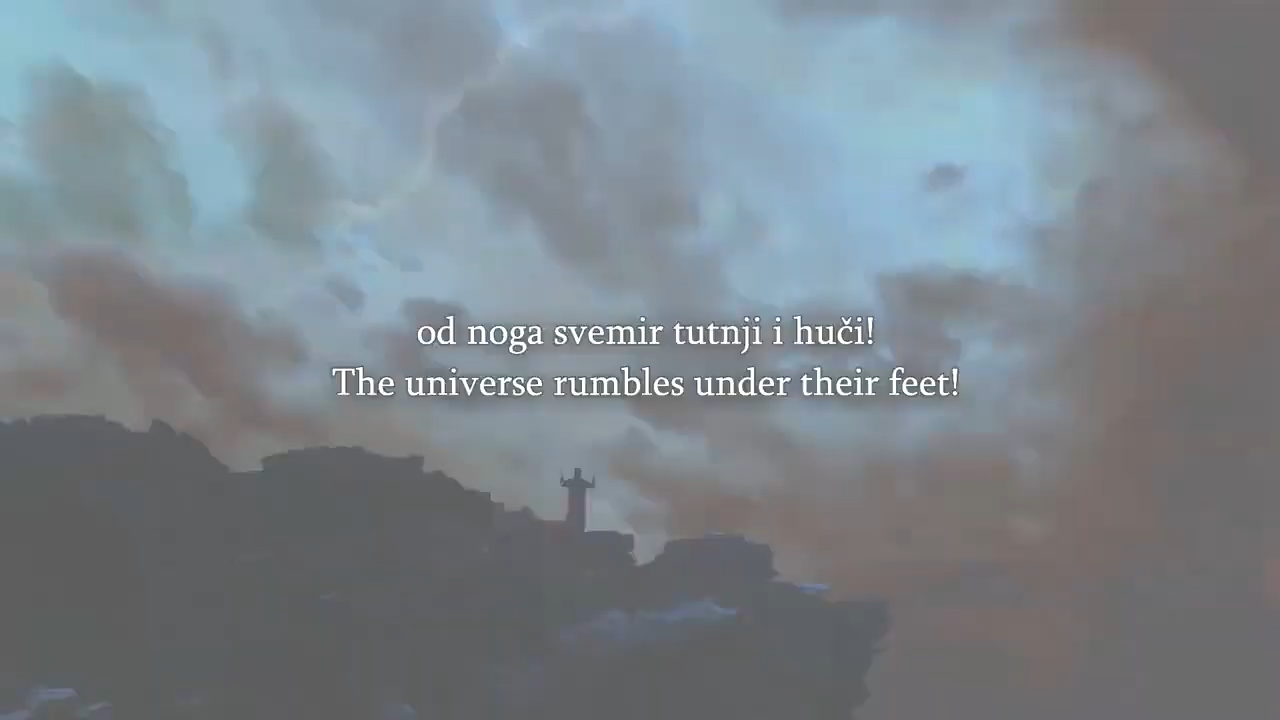 od noga svemir tutnji i huči!
The universe rumbles under their feet!